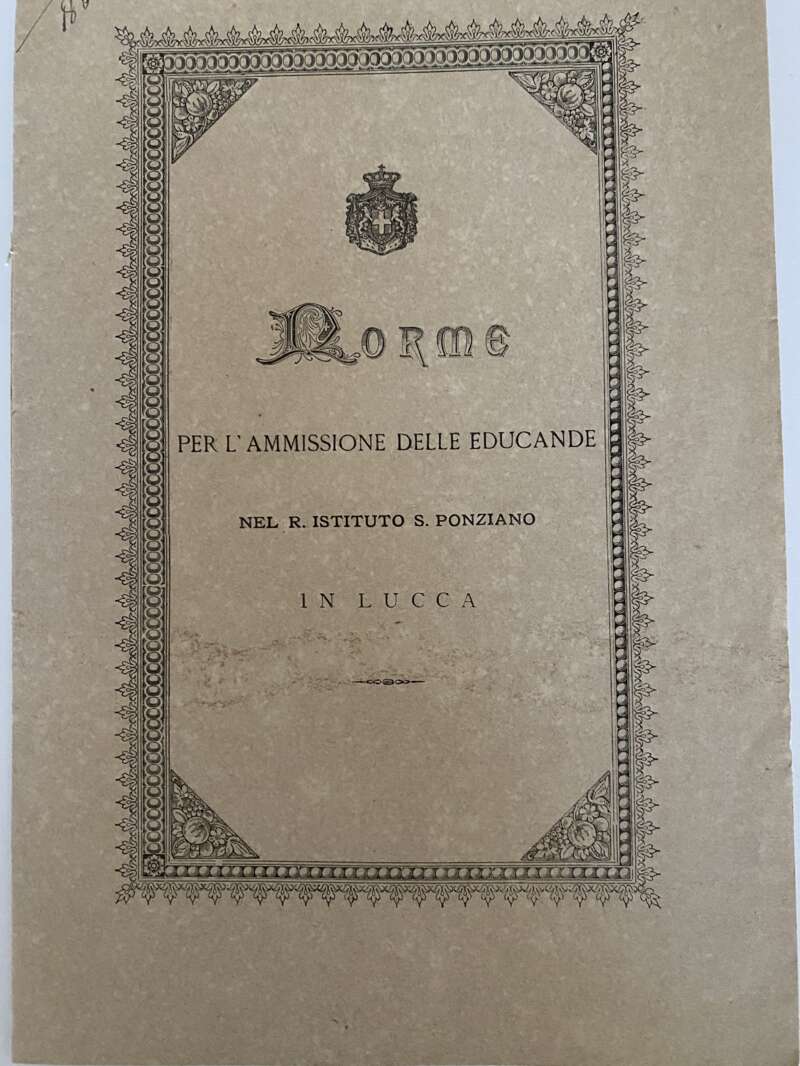 NORME
PER L'AMMISSIONE DELLE EDUCANDE
NEL R. ISTITUTO S. PONZIANO
IN LUCCA